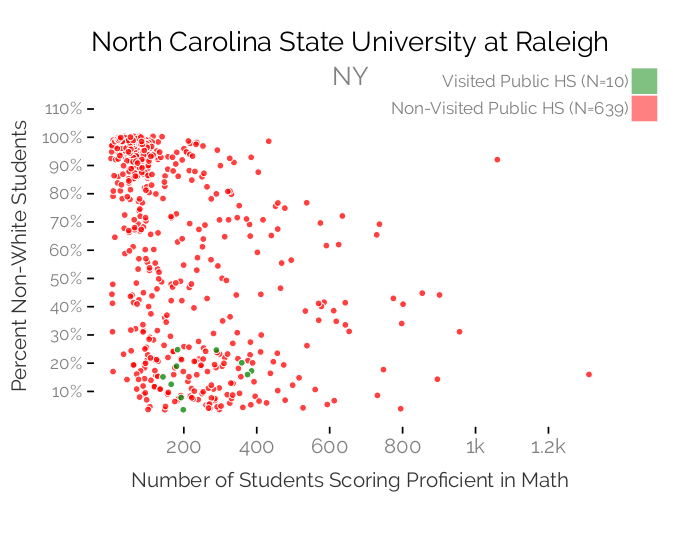 North Carolina State University at Raleigh
NY
Visited Public HS (N=10)
Non-Visited Public HS (N=639)
Percent Non-White Students
110%
100%
90%
80%
70%
60%
50%
40%
30%
20%
10%
200 400 600 800 1k 1.2k
Number of Students Scoring Proficient in Math